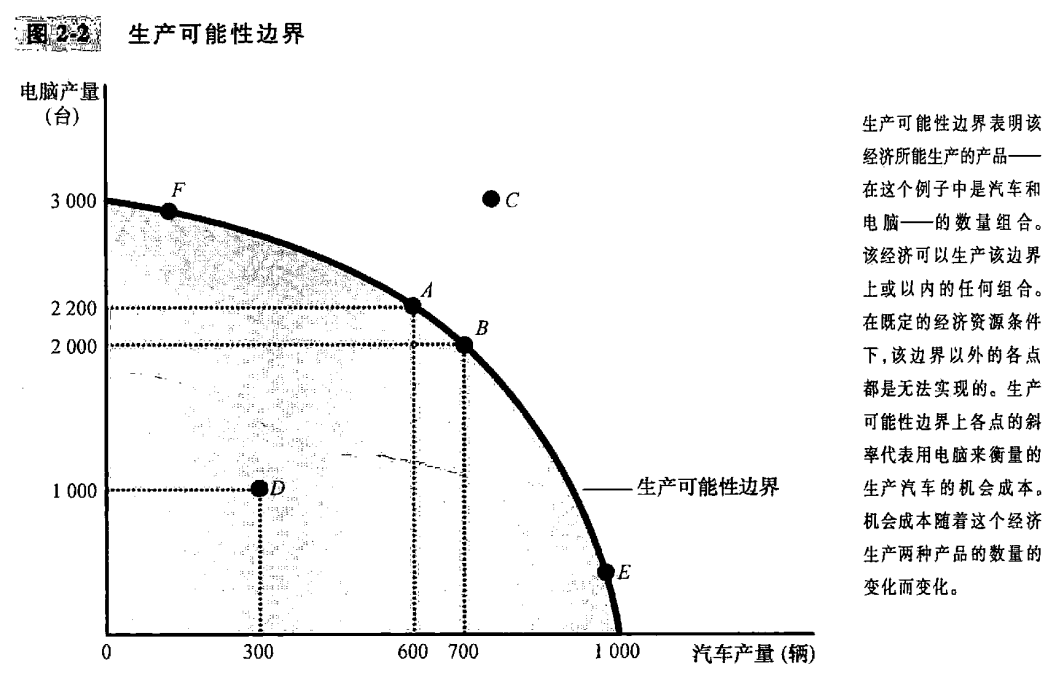 图 2-2 生产可能性边界
电脑产量
(台)
F
3 000
C
A
2 200
B
2 000
1 000
D
生产可能性边界
E
0
300
600
700
1 000
汽车产量 (辆)
生产可能性边界表明该
经济所能生产的产品——
在这个例子中是汽车和
电脑——的数量组合。
该经济可以生产该边界
上或以内的任何组合。
在既定的经济资源条件
下,该边界以外的各点
都是无法实现的。生产
可能性边界上各点的斜
率代表用电脑来衡量的
生产汽车的机会成本。
机会成本随着这个经济
生产两种产品的数量的
变化而变化。